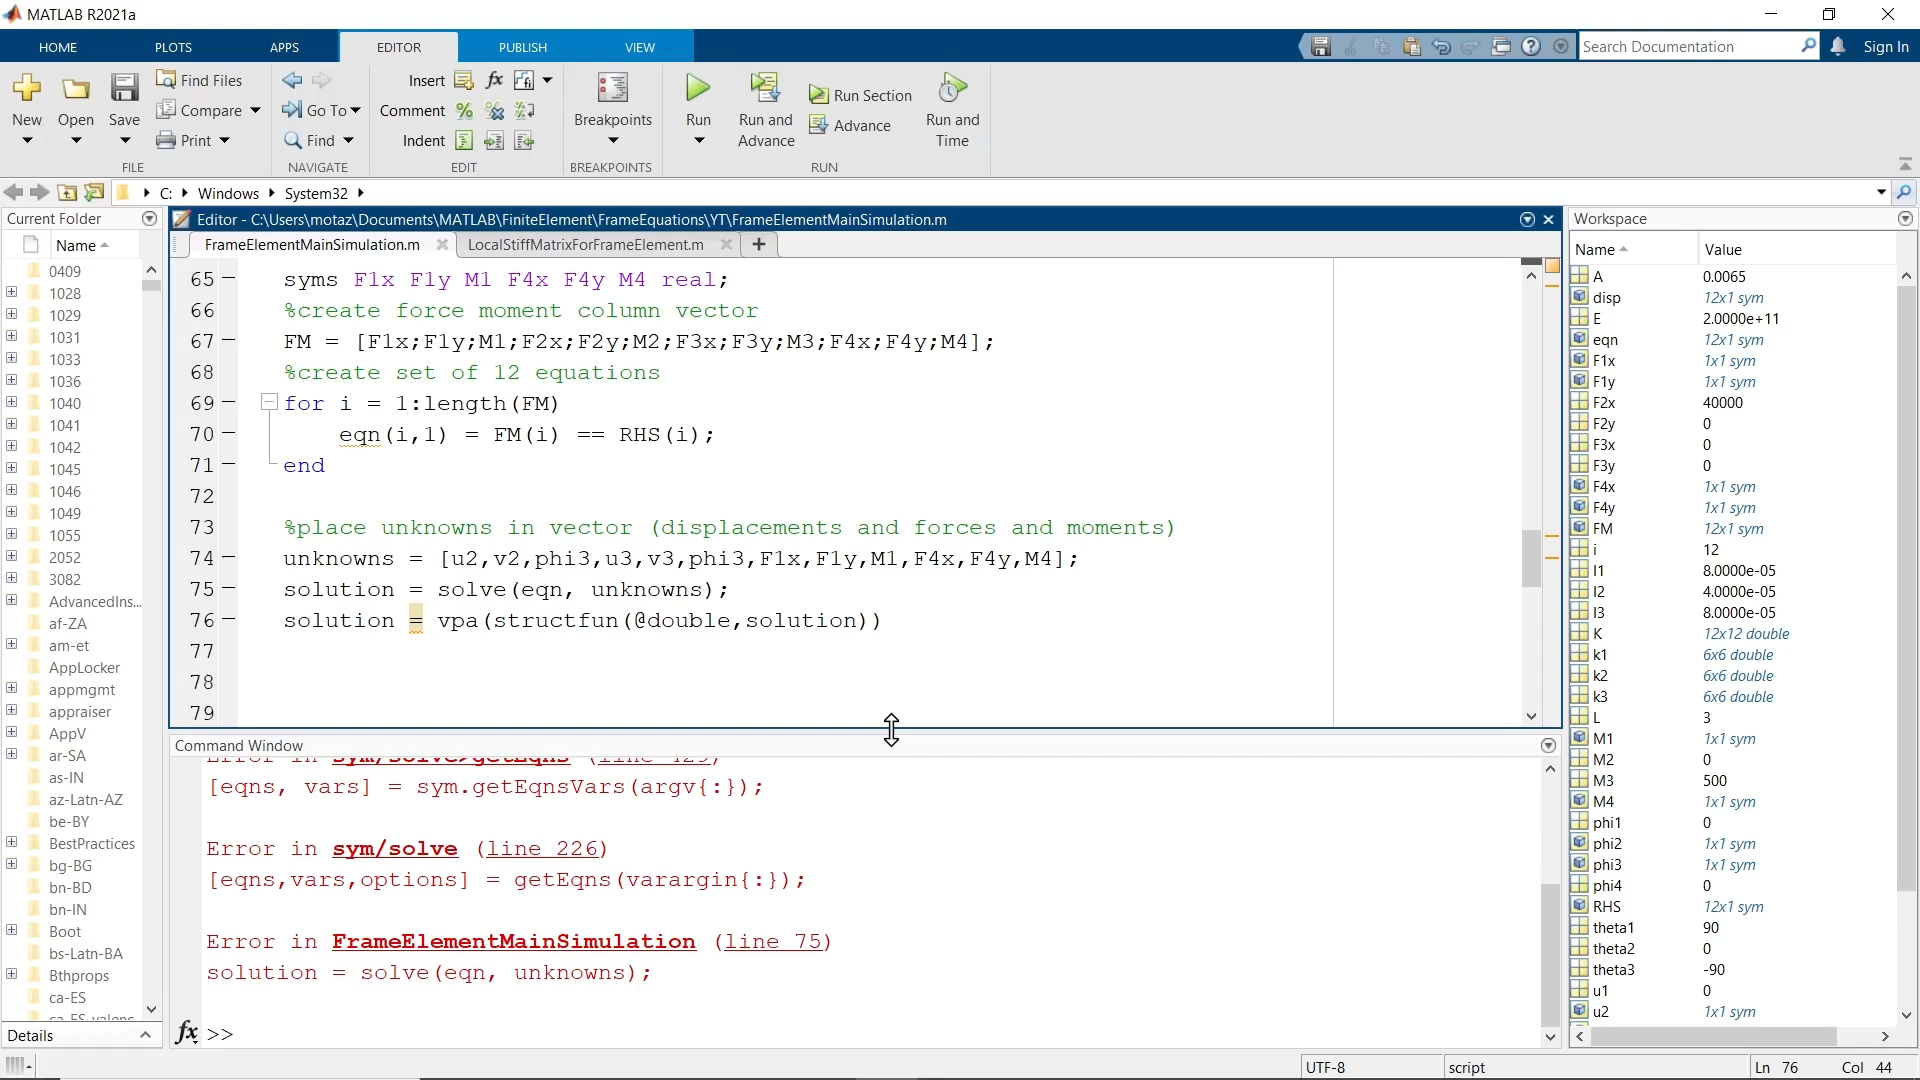 MATLAB R2021a
HOME
PLOTS
APPS
EDITOR
PUBLISH
VIEW
Search Documentation
Sign In
New
Open
Save
Find Files
Compare
Print
FILE
Go To
Find
NAVIGATE
Insert
Comment
Indent
EDIT
Breakpoints
BREAKPOINTS
Run
Run and Advance
Run Section
Advance
Run and Time
RUN
C: Windows System32
Current Folder
Name
0409
1028
1029
1031
1033
1036
1040
1041
1042
1045
1046
1049
1055
2052
3082
AdvancedIns...
af-ZA
am-et
AppLocker
appmgmt
appraiser
AppV
ar-SA
as-IN
az-Latn-AZ
be-BY
BestPractices
bg-BG
bn-BD
bn-IN
Boot
bs-Latn-BA
Bthprops
ca-ES
Details
Editor - C:\Users\motaz\Documents\MATLAB\FiniteElement\FrameEquations\YT\FrameElementMainSimulation.m
FrameElementMainSimulation.m
LocalStiffMatrixForFrameElement.m
65 syms F1x F1y M1 F4x F4y M4 real;
66 %create force moment column vector
67 FM = [F1x;F1y;M1;F2x;F2y;M2;F3x;F3y;M3;F4x;F4y;M4];
68 %create set of 12 equations
69 for i = 1:length(FM)
70 eqn(i,1) = FM(i) == RHS(i);
71 end
72
73 %place unknowns in vector (displacements and forces and moments)
74 unknowns = [u2,v2,phi3,u3,v3,phi3,F1x,F1y,M1,F4x,F4y,M4];
75 solution = solve(eqn, unknowns);
76 solution = vpa(structfun(@double,solution))
77
78
79
Command Window
Error in sym/solve>getEqns (line 429)
[eqns, vars] = sym.getEqnsVars(argv{:});
Error in sym/solve (line 226)
[eqns,vars,options] = getEqns(varargin{:});
Error in FrameElementMainSimulation (line 75)
solution = solve(eqn, unknowns);
fx >>
Workspace
Name Value
A 0.0065
disp 12x1 sym
E 2.0000e+11
eqn 12x1 sym
F1x 1x1 sym
F1y 1x1 sym
F2x 40000
F2y 0
F3x 0
F3y 0
F4x 1x1 sym
F4y 1x1 sym
FM 12x1 sym
i 12
I1 8.0000e-05
I2 4.0000e-05
I3 8.0000e-05
K 12x12 double
k1 6x6 double
k2 6x6 double
k3 6x6 double
L 3
M1 1x1 sym
M2 0
M3 500
M4 1x1 sym
phi1 0
phi2 1x1 sym
phi3 1x1 sym
phi4 0
RHS 12x1 sym
theta1 90
theta2 0
theta3 -90
u1 0
u2 1x1 sym
UTF-8
script
Ln 76 Col 44